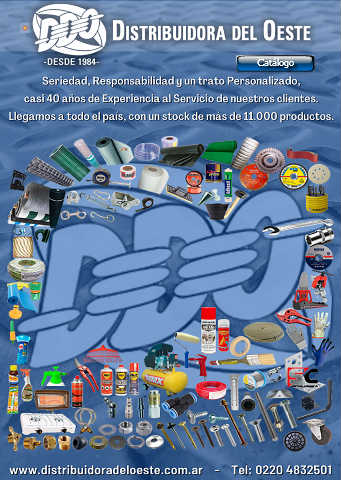 DDO
DISTRIBUIDORA DEL OESTE
-DESDE 1984-
Catálogo
Seriedad, Responsabilidad y un trato Personalizado,
casi 40 años de Experiencia al Servicio de nuestros clientes.
Llegamos a todo el país, con un stock de más de 11.000 productos.
DDO
www.distribuidoradeloeste.com.ar - Tel: 0220 4832501